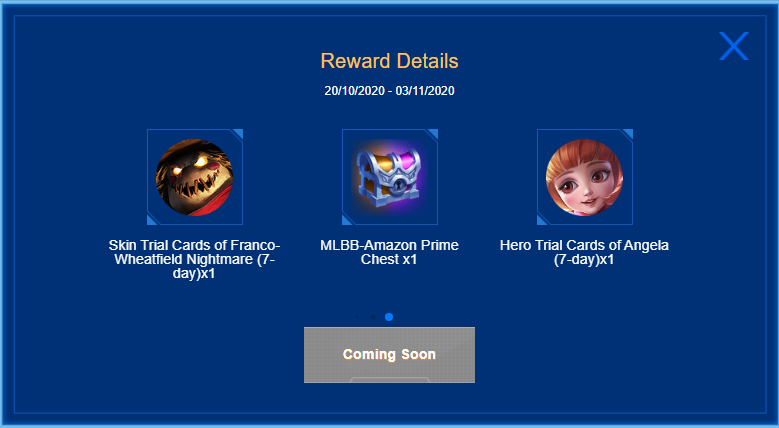 Reward Details
20/10/2020 - 03/11/2020
Skin Trial Cards of Franco-
Wheatfield Nightmare (7-
day)x1
MLBB-Amazon Prime
Chest x1
Hero Trial Cards of Angela
(7-day)x1
Coming Soon